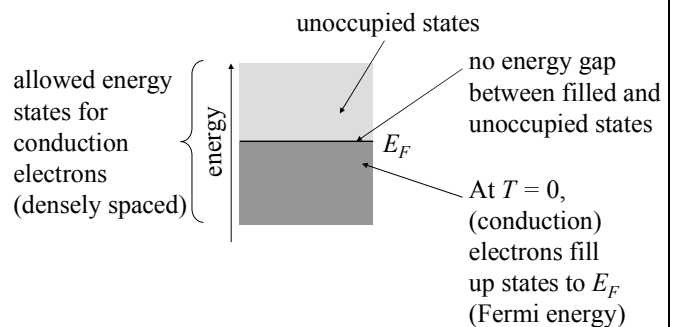 unoccupied states
allowed energy
states for
conduction
electrons
(densely spaced)
energy
no energy gap
between filled and
unoccupied states
E_F
At T = 0,
(conduction)
electrons fill
up states to E_F
(Fermi energy)